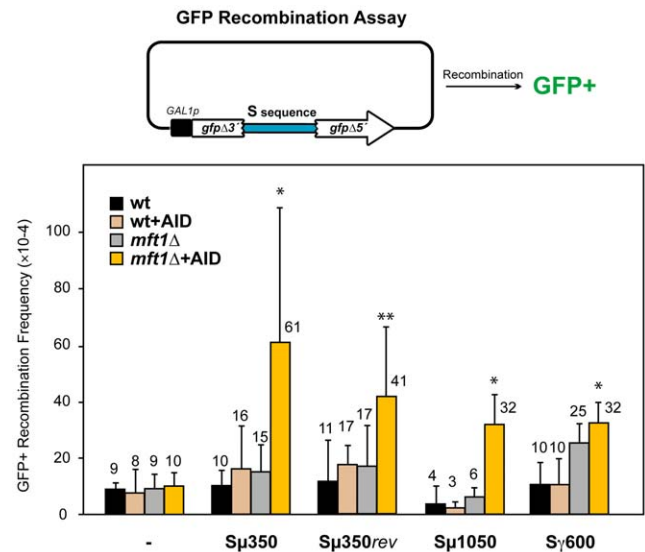 GFP Recombination Assay
Recombination
GFP+
GAL1p
S sequence
gfpΔ3´
gfpΔ5´
GFP+ Recombination Frequency (×10-4)
100
80
60
40
20
0
wt
wt+AID
mft1Δ
mft1Δ+AID
9 8 9 10
10 16 15 61 *
11 17 17 41 **
4 3 6 32 *
10 10 25 32 *
- Sμ350 Sμ350rev Sμ1050 Sγ600